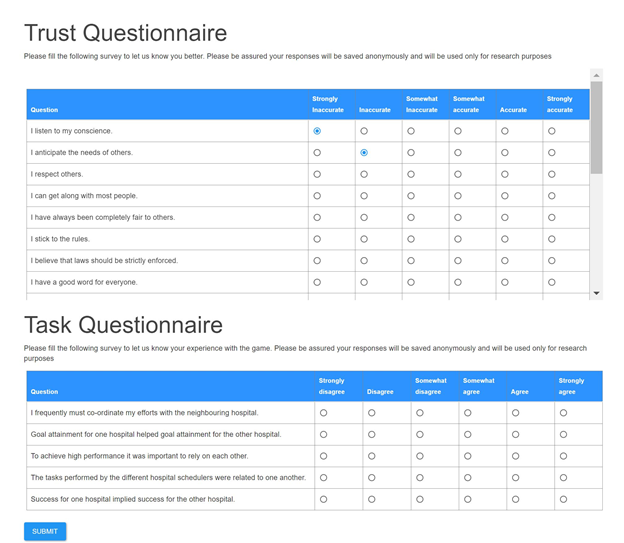 Trust Questionnaire
Please fill the following survey to let us know you better. Please be assured your responses will be saved anonymously and will be used only for research purposes
Question Strongly Inaccurate Inaccurate Somewhat Inaccurate Somewhat accurate Accurate Strongly accurate
I listen to my conscience.
I anticipate the needs of others.
I respect others.
I can get along with most people.
I have always been completely fair to others.
I stick to the rules.
I believe that laws should be strictly enforced.
I have a good word for everyone.
Task Questionnaire
Please fill the following survey to let us know your experience with the game. Please be assured your responses will be saved anonymously and will be used only for research
purposes
Question Strongly disagree Disagree Somewhat disagree Somewhat agree Agree Strongly agree
I frequently must co-ordinate my efforts with the neighbouring hospital.
Goal attainment for one hospital helped goal attainment for the other hospital.
To achieve high performance it was important to rely on each other.
The tasks performed by the different hospital schedulers were related to one another.
Success for one hospital implied success for the other hospital.
SUBMIT